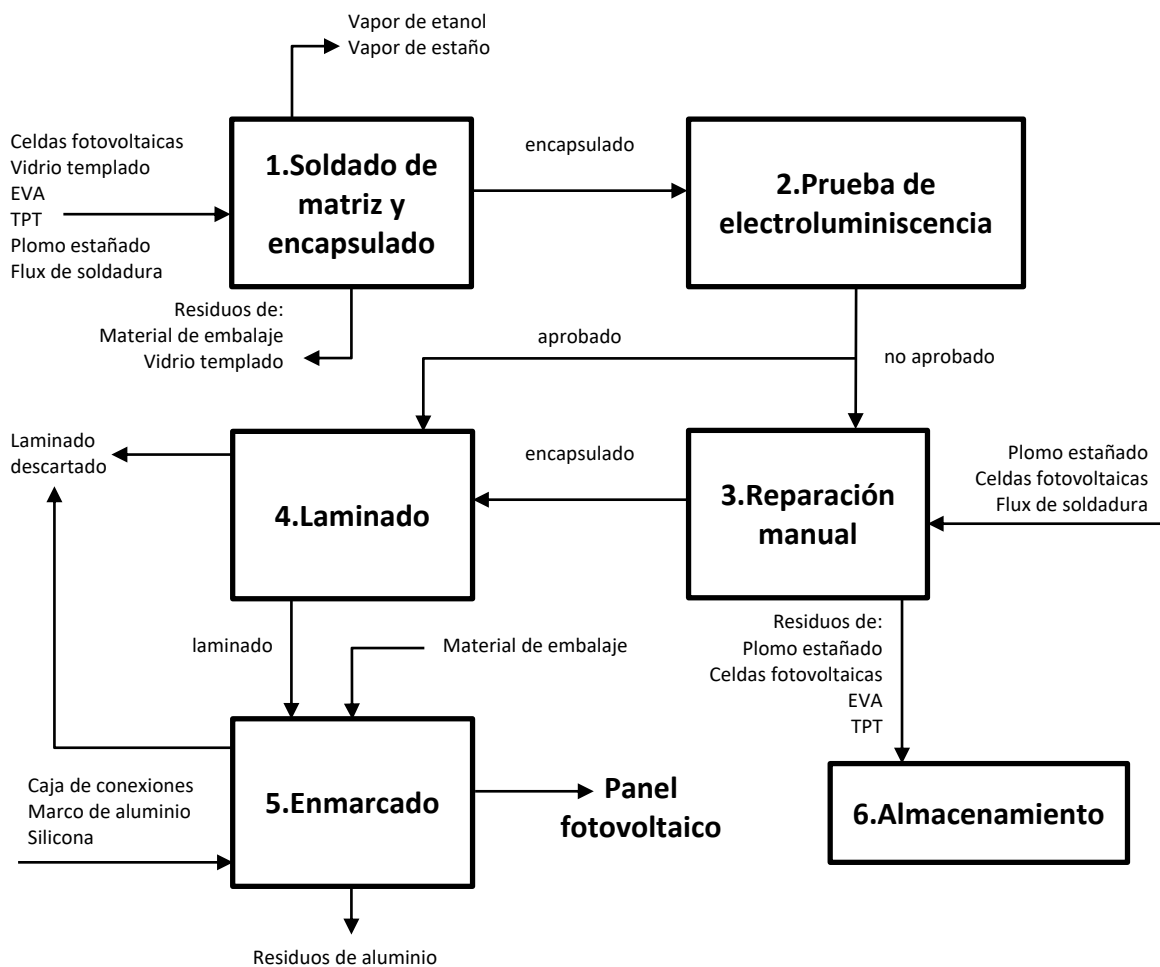 Vapor de etanol
Vapor de estaño
Celdas fotovoltaicas
Vidrio templado
EVA
TPT
Plomo estañado
Flux de soldadura
1.Soldado de
matriz y
encapsulado
encapsulado
2.Prueba de
electroluminiscencia
Residuos de:
Material de embalaje
Vidrio templado
aprobado
no aprobado
Laminado
descartado
4.Laminado
encapsulado
3.Reparación
manual
Plomo estañado
Celdas fotovoltaicas
Flux de soldadura
laminado
Material de embalaje
Residuos de:
Plomo estañado
Celdas fotovoltaicas
EVA
TPT
Caja de conexiones
Marco de aluminio
Silicona
5.Enmarcado
Panel
fotovoltaico
6.Almacenamiento
Residuos de aluminio